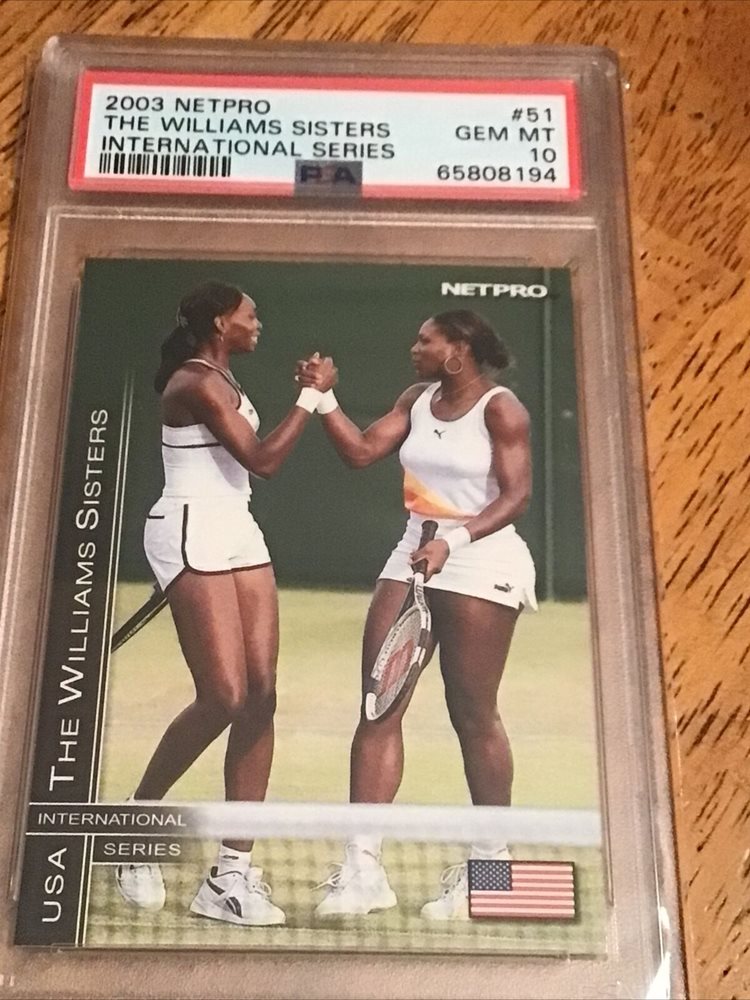 2003 NETPRO
#51
THE WILLIAMS SISTERS
GEM MT
INTERNATIONAL SERIES
10
65808194
NETPRO
THE WILLIAMS SISTERS
INTERNATIONAL
SERIES
USA